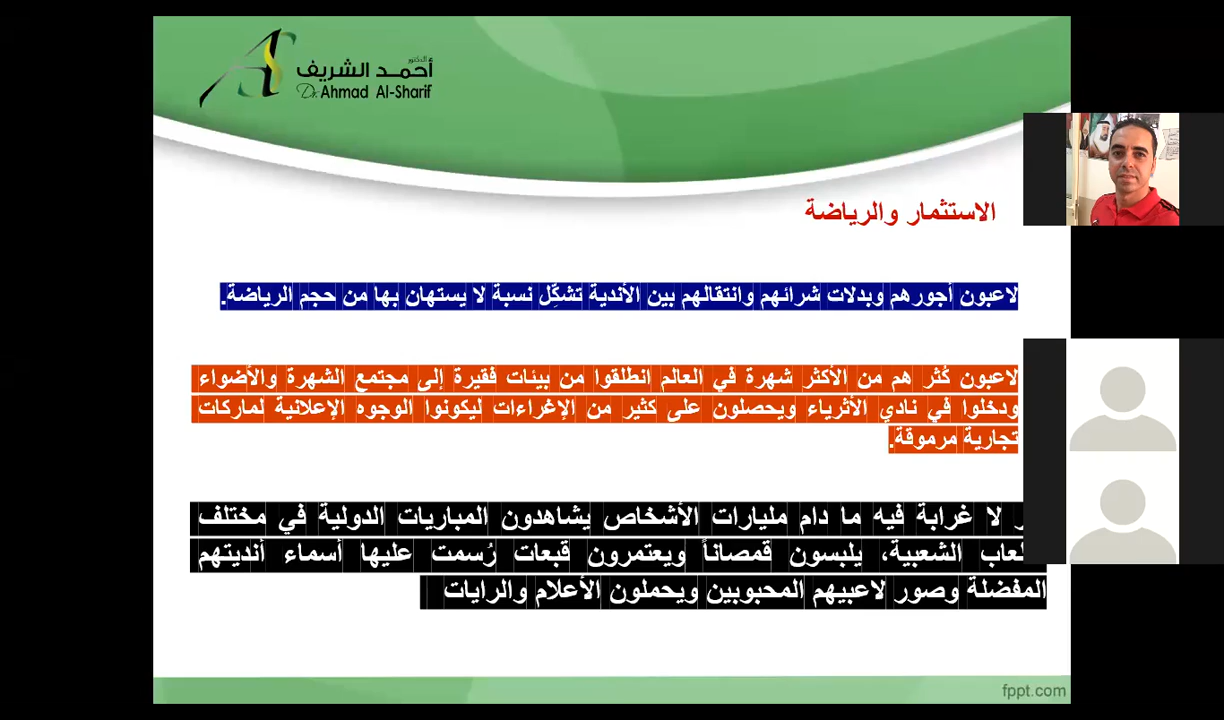 الدكتور
أحمد الشريف
Dr. Ahmad Al-Sharif
الاستثمار والرياضة
لاعبون أجورهم وبدلات شرائهم وانتقالهم بين الأندية تشكِّل نسبة لا يستهان بها من حجم الرياضة.
لاعبون كُثر هم من الأكثر شهرة في العالم انطلقوا من بيئات فقيرة إلى مجتمع الشهرة والأضواء
ودخلوا في نادي الأثرياء ويحصلون على كثير من الإغراءات ليكونوا الوجوه الإعلانية لماركات
تجارية مرموقة.
لا غرابة فيه ما دام مليارات الأشخاص يشاهدون المباريات الدولية في مختلف
الشعبية، يلبسون قمصاناً ويعتمرون قبعات رُسمت عليها أسماء أنديتهم
المفضلة وصور لاعبيهم المحبوبين ويحملون الأعلام والرايات
fppt.com